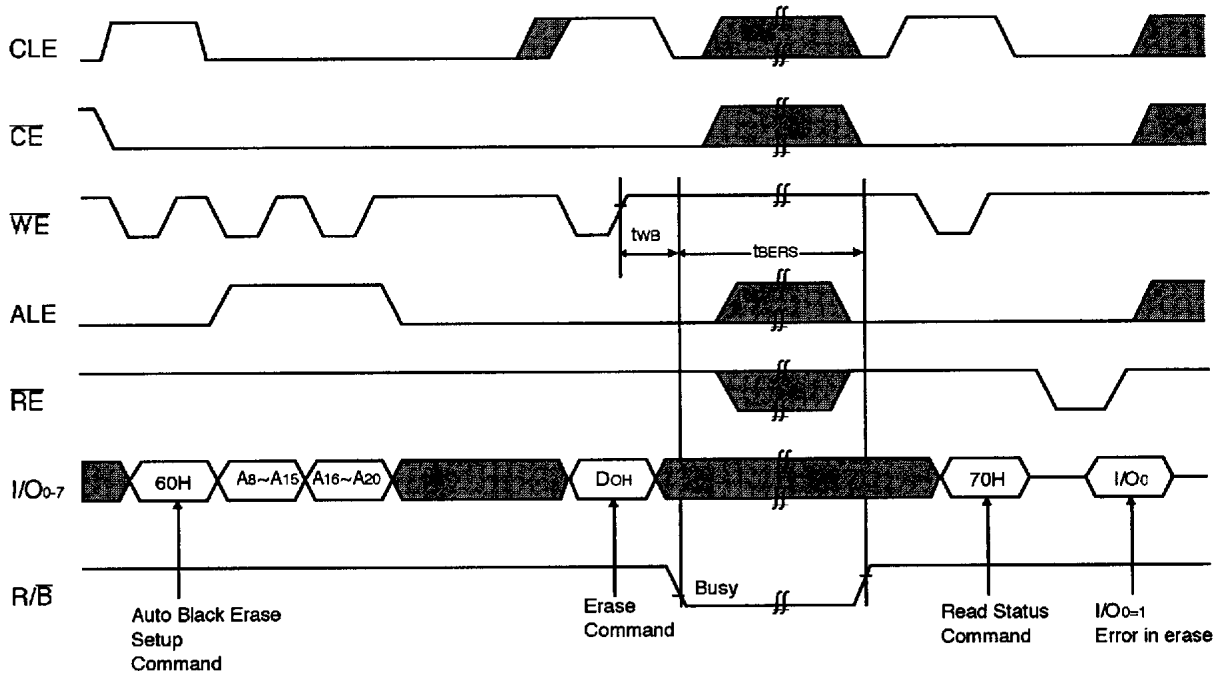 CLE
CE
WE
tWB
tBERS
ALE
RE
I/O0-7
60H
A8~A15
A16~A20
DOH
70H
I/O0
R/B
Busy
Auto Black Erase
Setup
Command
Erase
Command
Read Status
Command
I/O0=1
Error in erase